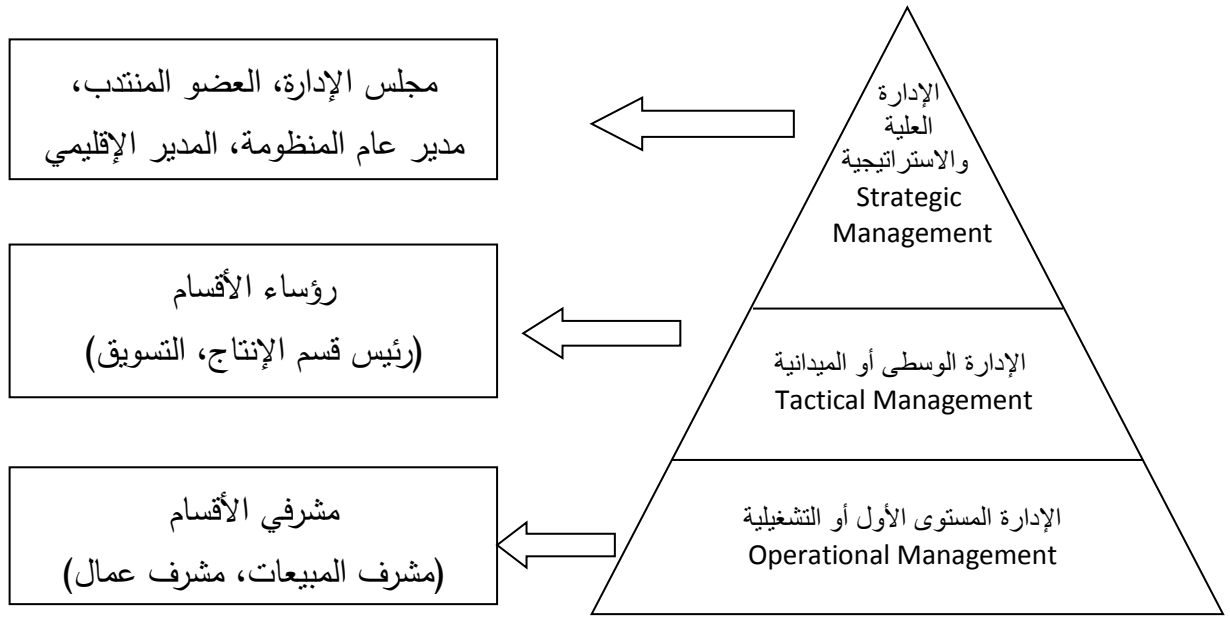 مجلس الإدارة، العضو المنتدب،
مدير عام المنظومة، المدير الإقليمي
الإدارة
العلية
والاستراتيجية
Strategic
Management
رؤساء الأقسام
(رئيس قسم الإنتاج، التسويق)
الإدارة الوسطى أو الميدانية
Tactical Management
مشرفي الأقسام
(مشرف المبيعات، مشرف عمال)
الإدارة المستوى الأول أو التشغيلية
Operational Management